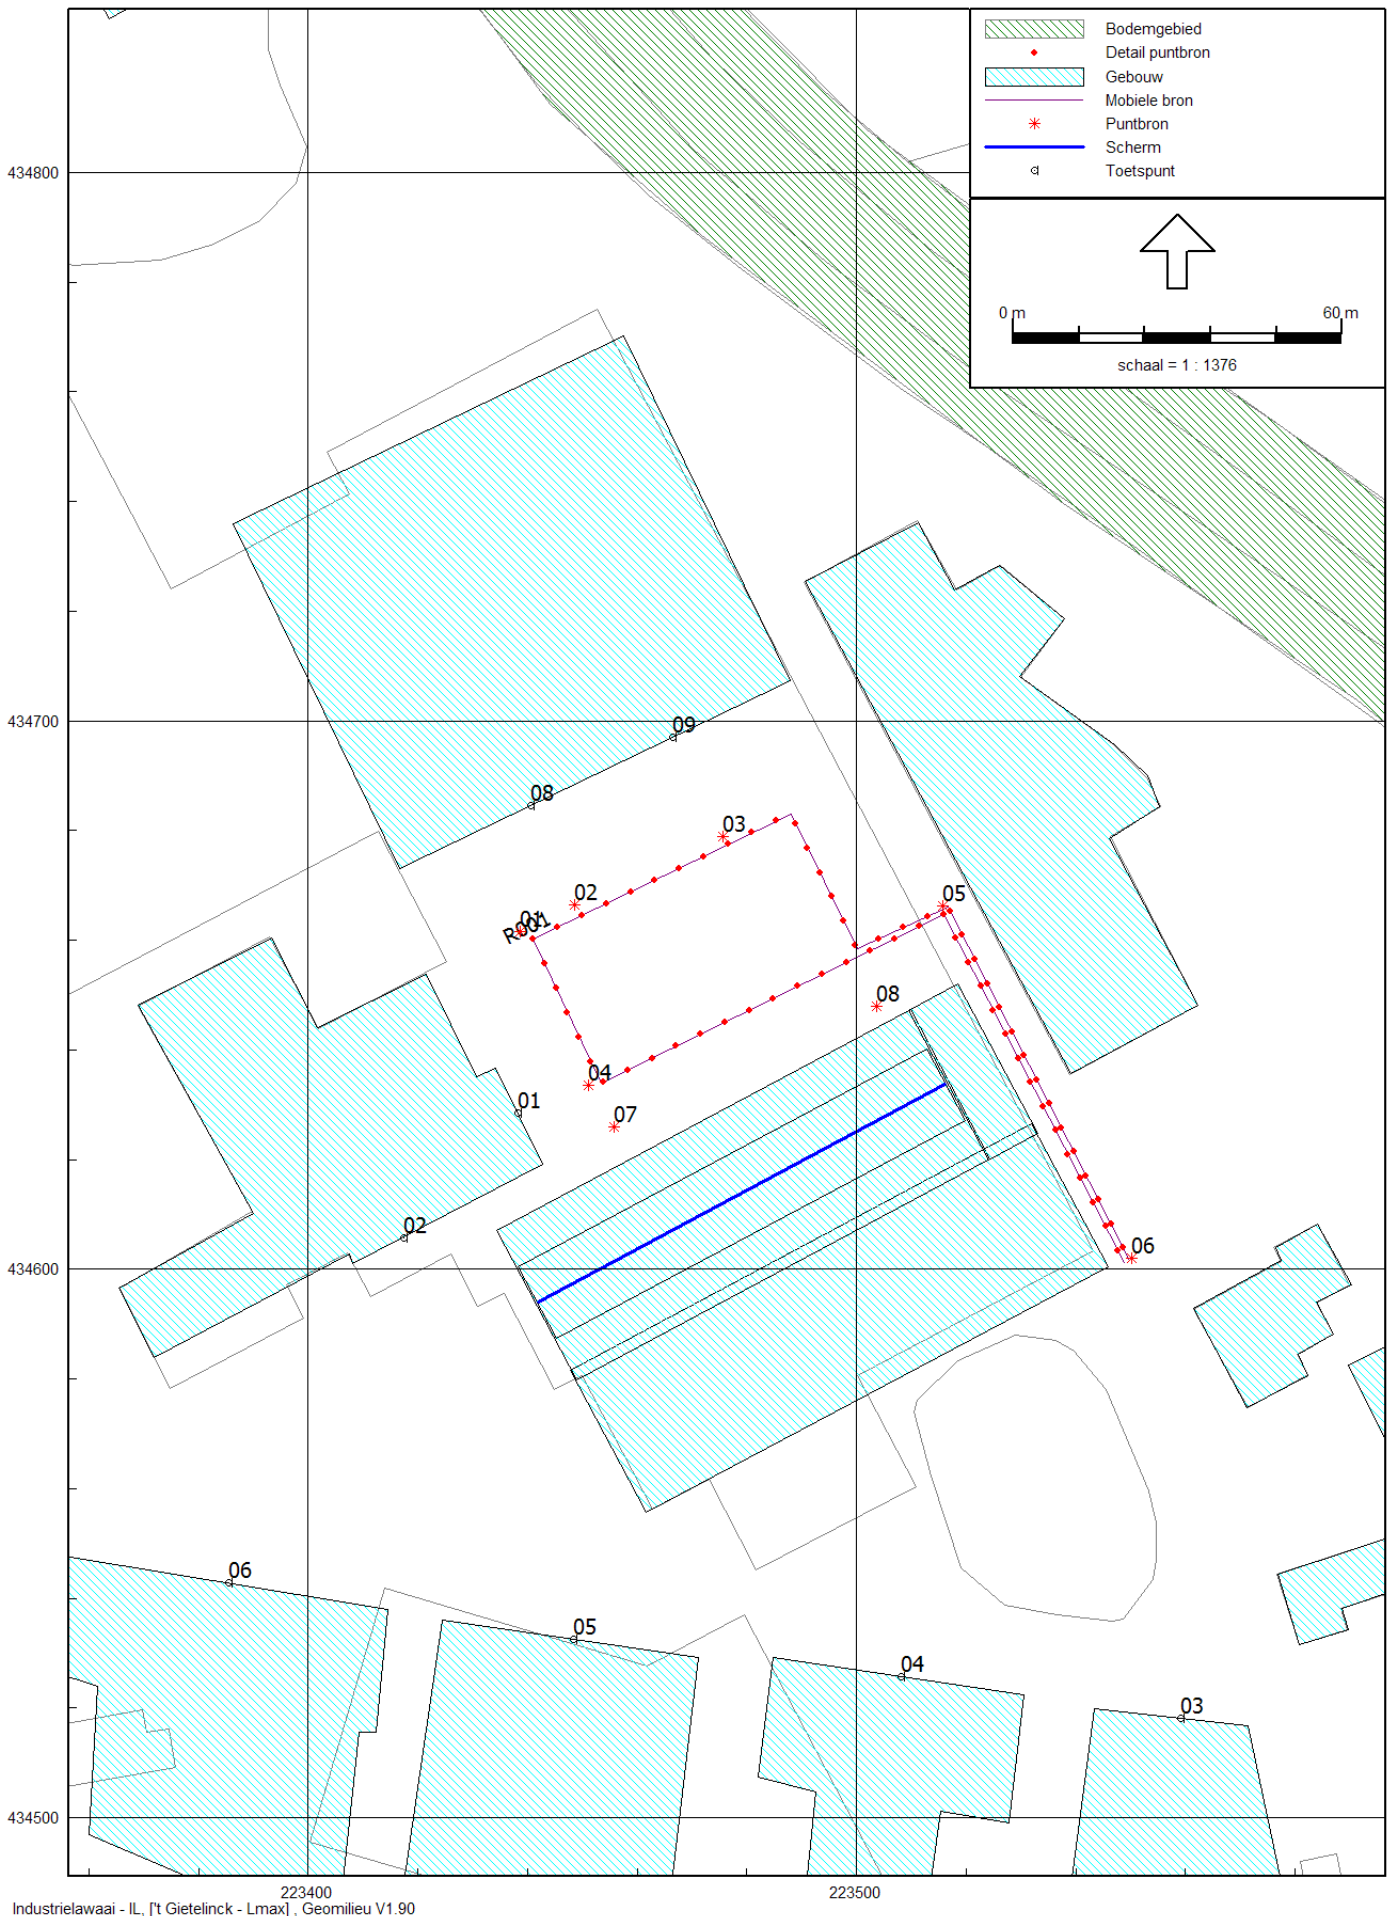 Bodemgebied
Detail puntbron
Gebouw
Mobiele bron
Puntbron
Scherm
Toetspunt
434800
0 m
60 m
schaal = 1 : 1376
434700
09
08
03
02
01
R001
05
08
04
01
07
02
06
434600
06
05
04
03
434500
223400
223500
Industrielawaai - IL, ['t Gietelinck - Lmax] , Geomilieu V1.90